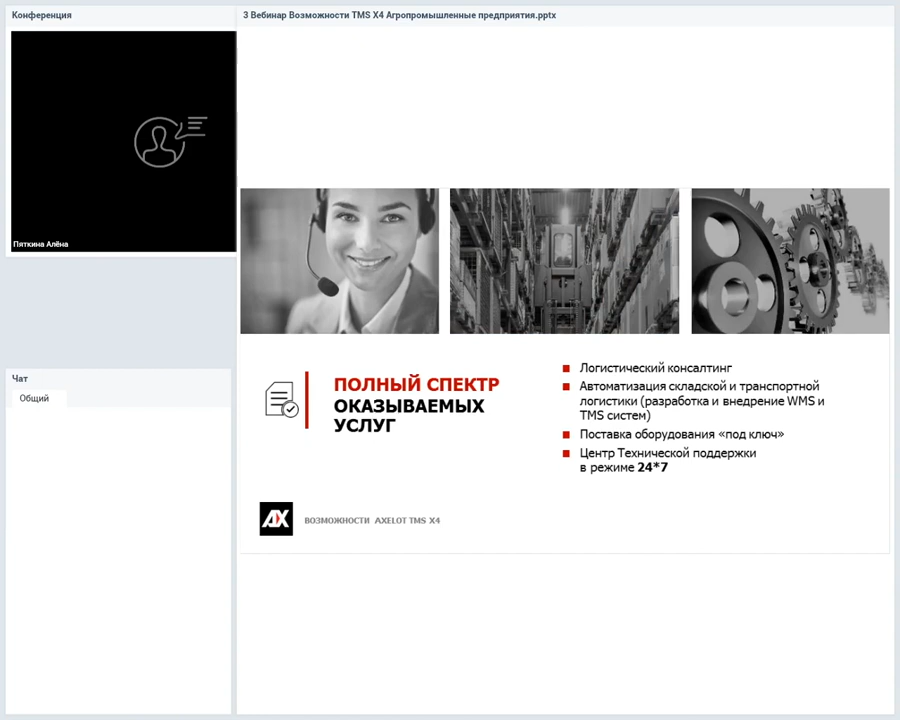 Конференция
3 Вебинар Возможности TMS X4 Агропромышленные предприятия.pptx
Пяткина Алёна
Чат
Общий
ПОЛНЫЙ СПЕКТР
ОКАЗЫВАЕМЫХ
УСЛУГ
Логистический консалтинг
Автоматизация складской и транспортной
логистики (разработка и внедрение WMS и
TMS систем)
Поставка оборудования «под ключ»
Центр Технической поддержки
в режиме 24*7
AX
ВОЗМОЖНОСТИ AXELOT TMS X4